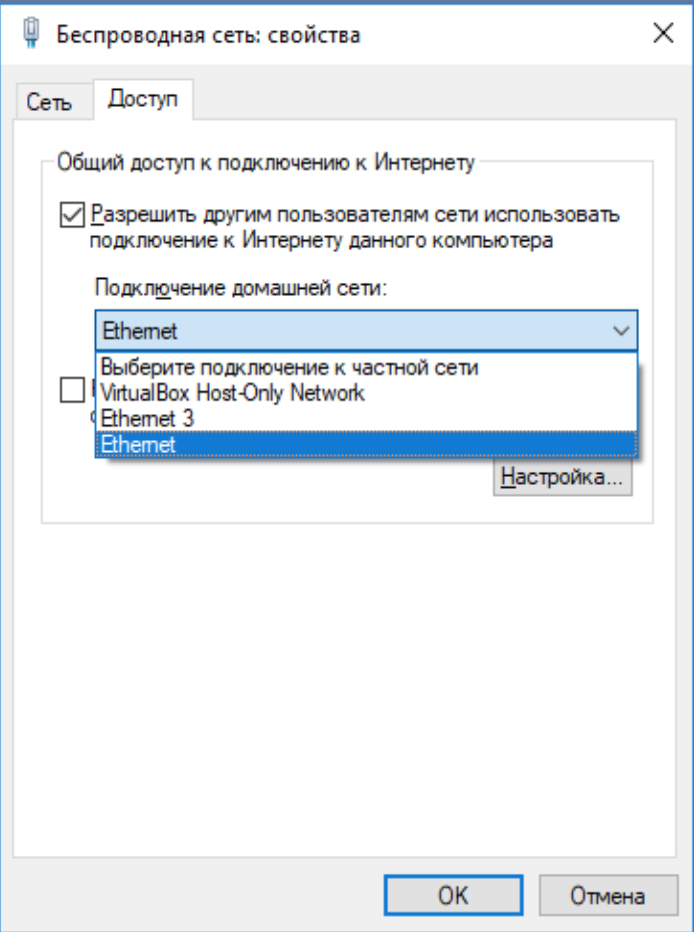 Беспроводная сеть: свойства
Сеть
Доступ
Общий доступ к подключению к Интернету
Разрешить другим пользователям сети использовать
подключение к Интернету данного компьютера
Подключение домашней сети:
Ethernet
Выберите подключение к частной сети
VirtualBox Host-Only Network
Ethernet 3
Ethernet
Настройка...
OK
Отмена